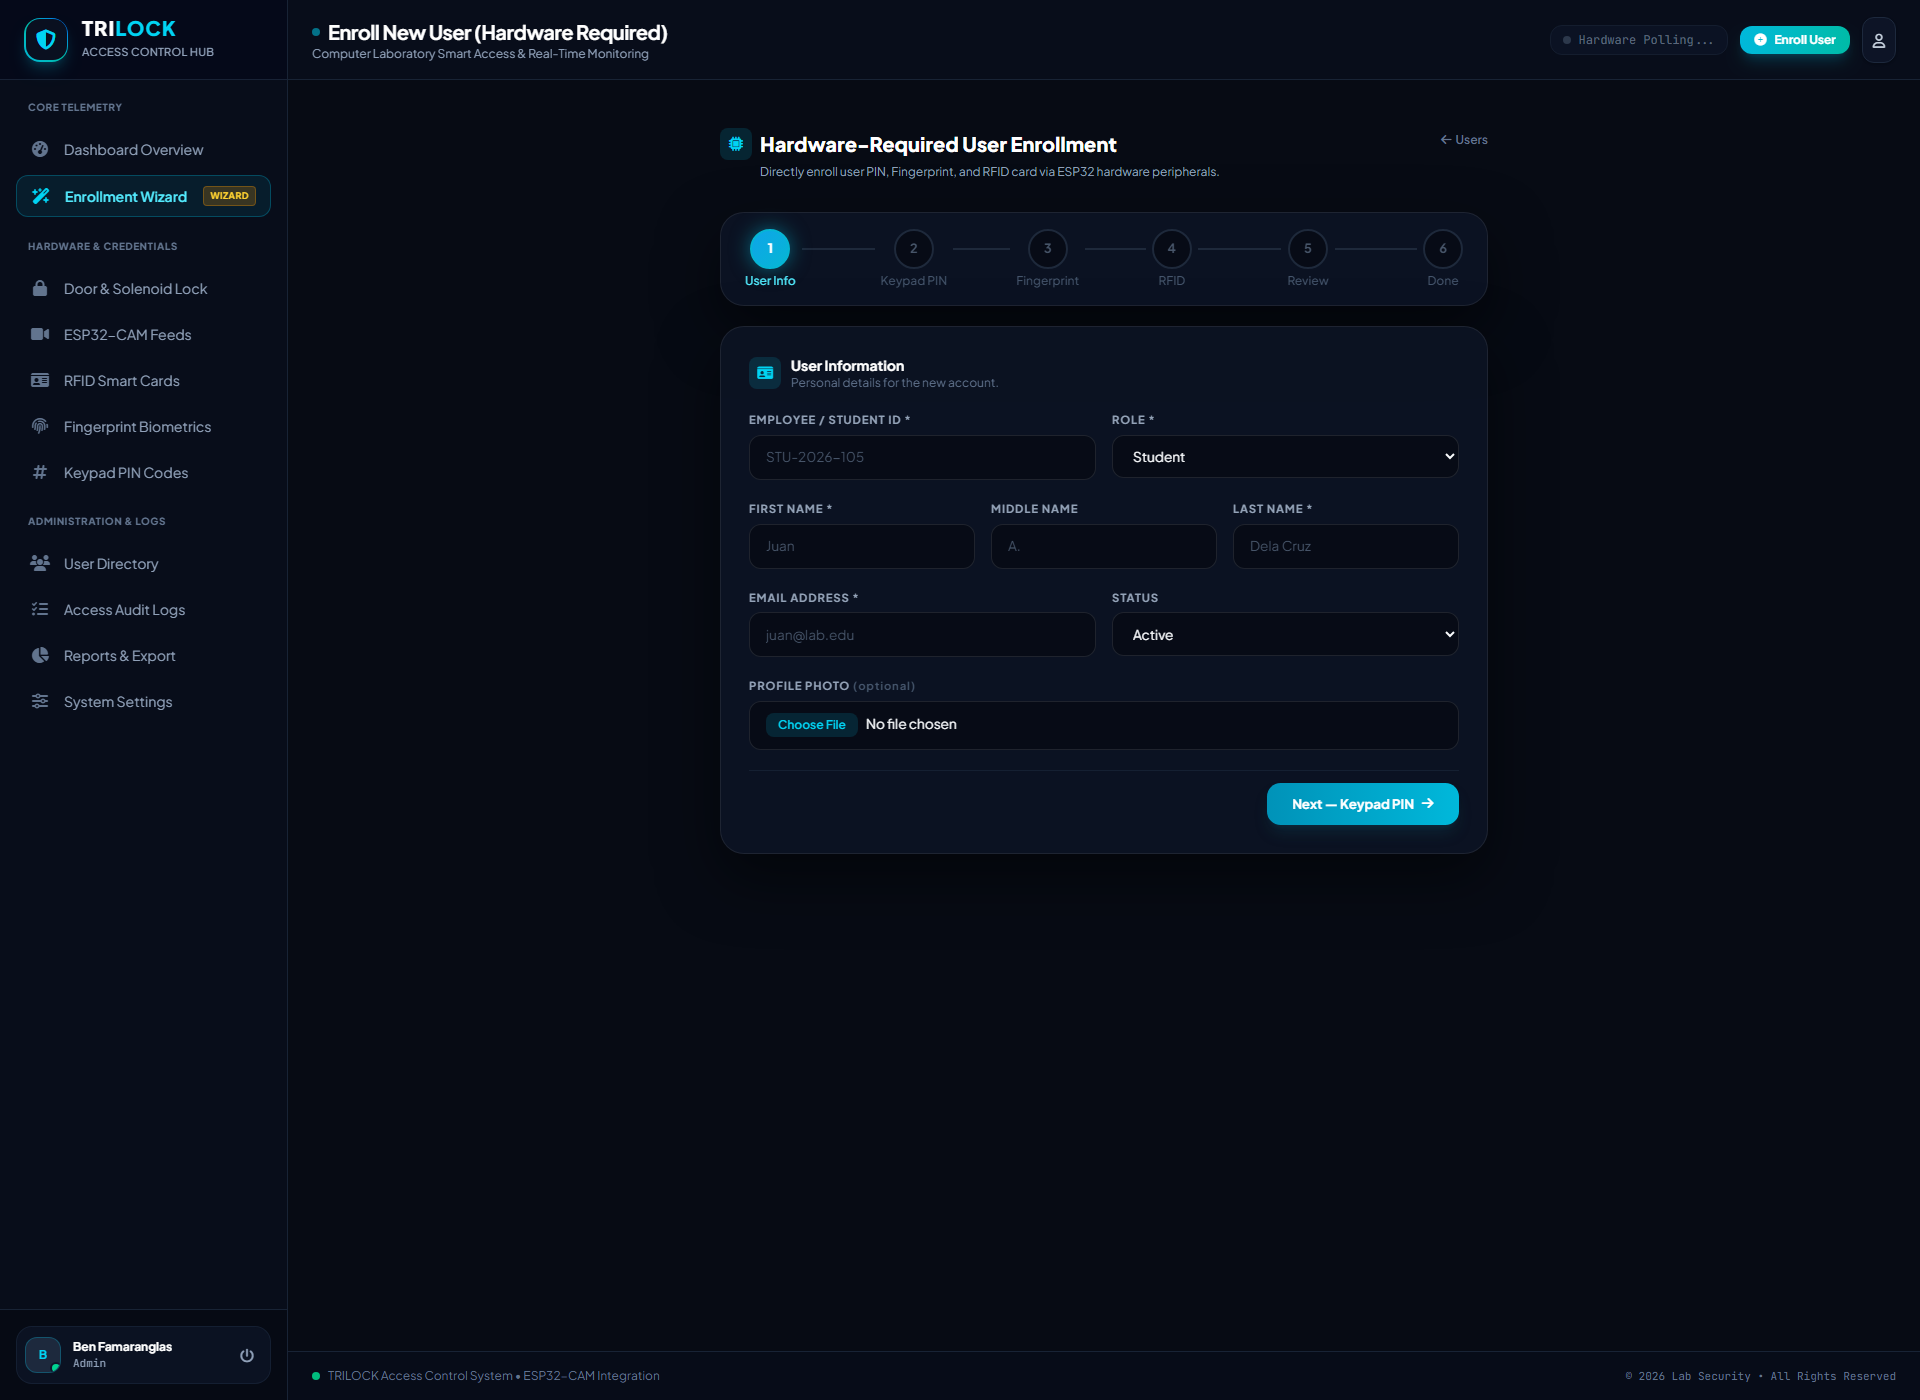 TRILOCK
ACCESS CONTROL HUB
CORE TELEMETRY
Dashboard Overview
Enrollment Wizard WIZARD
HARDWARE & CREDENTIALS
Door & Solenoid Lock
ESP32-CAM Feeds
RFID Smart Cards
Fingerprint Biometrics
Keypad PIN Codes
ADMINISTRATION & LOGS
User Directory
Access Audit Logs
Reports & Export
System Settings
B
Ben Famaranglas
Admin
Enroll New User (Hardware Required)
Computer Laboratory Smart Access & Real-Time Monitoring
Hardware Polling...
Enroll User
Hardware-Required User Enrollment
Directly enroll user PIN, Fingerprint, and RFID card via ESP32 hardware peripherals.
← Users
1 2 3 4 5 6
User Info Keypad PIN Fingerprint RFID Review Done
User Information
Personal details for the new account.
EMPLOYEE / STUDENT ID * ROLE *
STU-2026-105 Student
FIRST NAME * MIDDLE NAME LAST NAME *
Juan A. Dela Cruz
EMAIL ADDRESS * STATUS
juan@lab.edu Active
PROFILE PHOTO (optional)
Choose File No file chosen
Next — Keypad PIN →
TRILOCK Access Control System • ESP32-CAM Integration
© 2026 Lab Security • All Rights Reserved